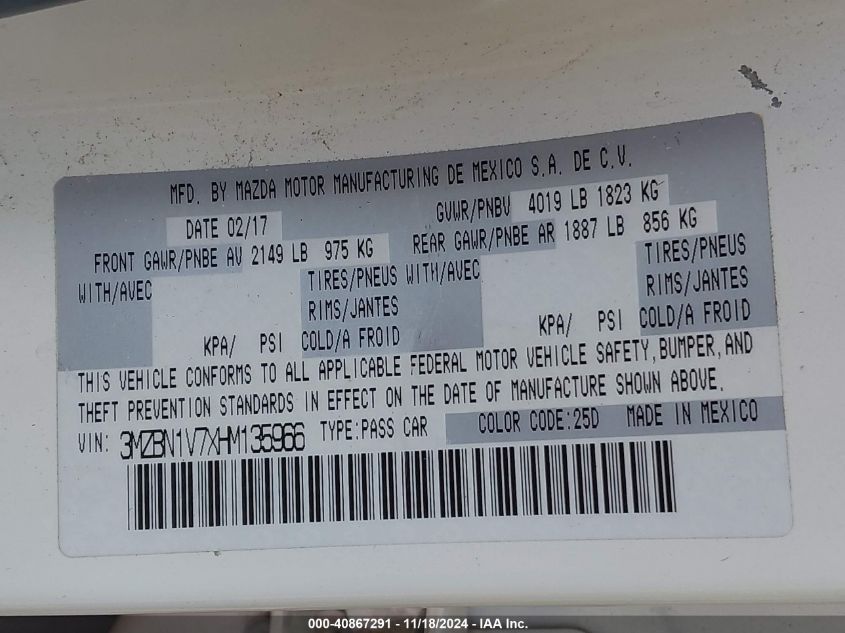 MFD. BY MAZDA MOTOR MANUFACTURING DE MEXICO S.A. DE C.V.
DATE 02/17 GVWR/PNBV 4019 LB 1823 KG
FRONT GAWR/PNBE AV 2149 LB 975 KG REAR GAWR/PNBE AR 1887 LB 856 KG
WITH/AVEC TIRES/PNEUS WITH/AVEC TIRES/PNEUS
RIMS/JANTES RIMS/JANTES
KPA/ PSI COLD/A FROID KPA/ PSI COLD/A FROID
THIS VEHICLE CONFORMS TO ALL APPLICABLE FEDERAL MOTOR VEHICLE SAFETY, BUMPER, AND
THEFT PREVENTION STANDARDS IN EFFECT ON THE DATE OF MANUFACTURE SHOWN ABOVE.
VIN: 3MZBN1V7XHM135966 TYPE:PASS CAR COLOR CODE:25D MADE IN MEXICO
000-40867291 - 11/18/2024 - IAA Inc.